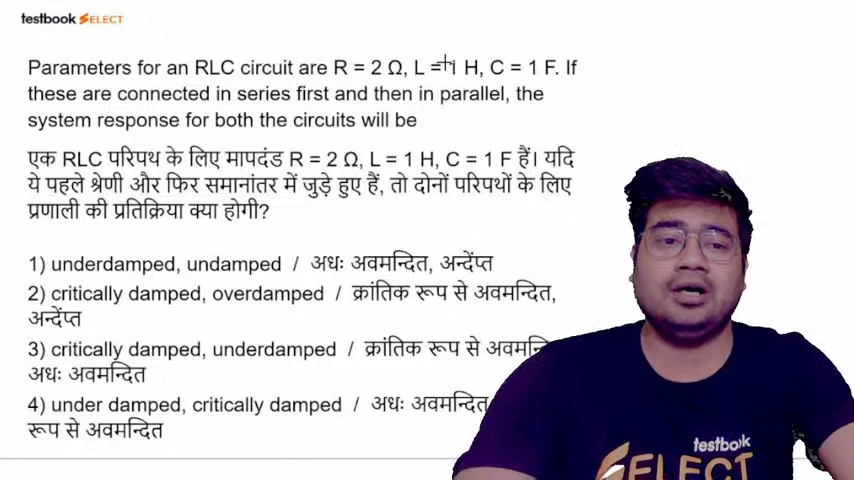 testbook SELECT
Parameters for an RLC circuit are R = 2 Ω, L = 1 H, C = 1 F. If
these are connected in series first and then in parallel, the
system response for both the circuits will be
एक RLC परिपथ के लिए मापदंड R = 2 Ω, L = 1 H, C = 1 F हैं। यदि
ये पहले श्रेणी और फिर समानांतर में जुड़े हुए हैं, तो दोनों परिपथों के लिए
प्रणाली की प्रतिक्रिया क्या होगी?
1) underdamped, undamped / अधः अवमन्दित, अन्देंप्त
2) critically damped, overdamped / क्रांतिक रूप से अवमन्दित,
अन्देंप्त
3) critically damped, underdamped / क्रांतिक रूप से
अधः अवमन्दित
4) under damped, critically damped / अधः अवमन्दित
रूप से अवमन्दित
testbook
SELECT